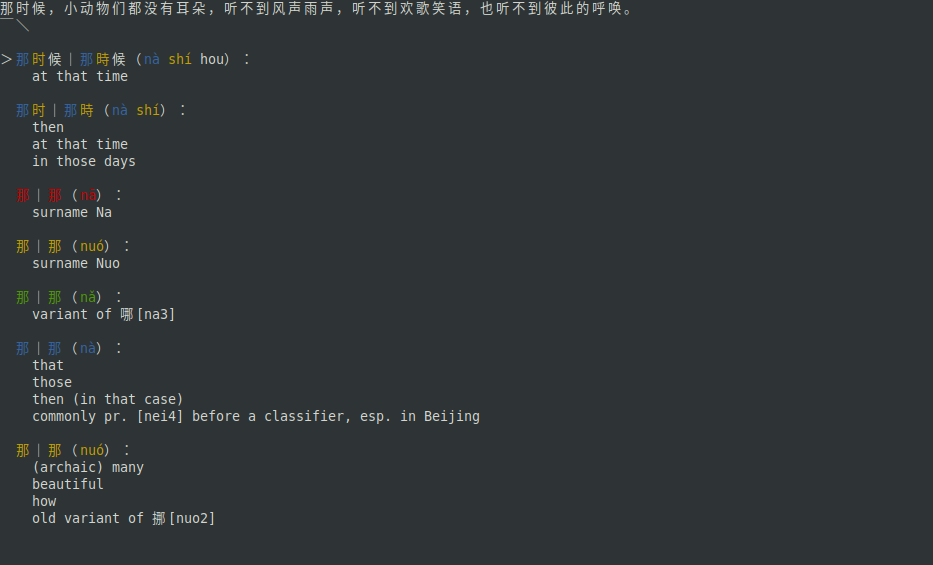 那时候，小动物们都没有耳朵，听不到风声雨声，听不到欢歌笑语，也听不到彼此的呼唤。
>那时候|那時候（nà shí hou）：
at that time
那时|那時（nà shí）：
then
at that time
in those days
那|那（nā）：
surname Na
那|那（nuó）：
surname Nuo
那|那（nǎ）：
variant of 哪[na3]
那|那（nà）：
that
those
then (in that case)
commonly pr. [nei4] before a classifier, esp. in Beijing
那|那（nuó）：
(archaic) many
beautiful
how
old variant of 挪[nuo2]